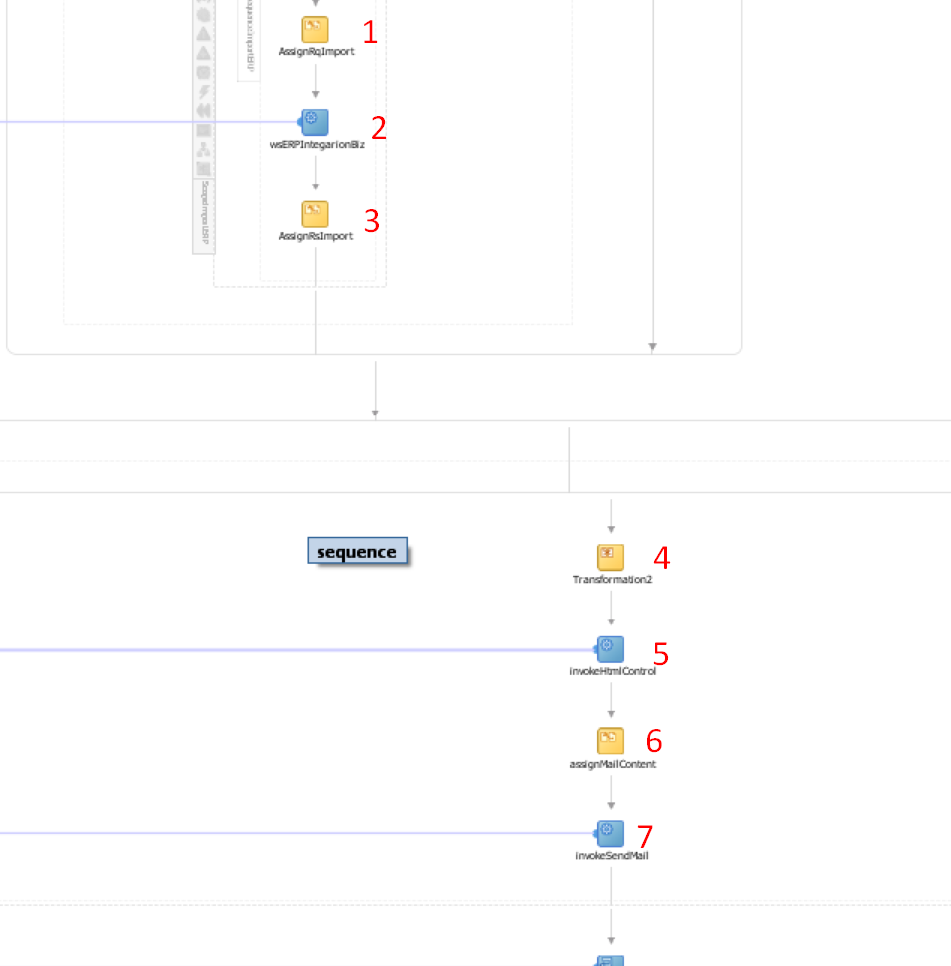 AssignRqImport
1
wsERPIntegarionBiz
2
AssignRsImport
3
sequence
Transformation2
4
invokeHtmlControl
5
assignMailContent
6
invokeSendMail
7